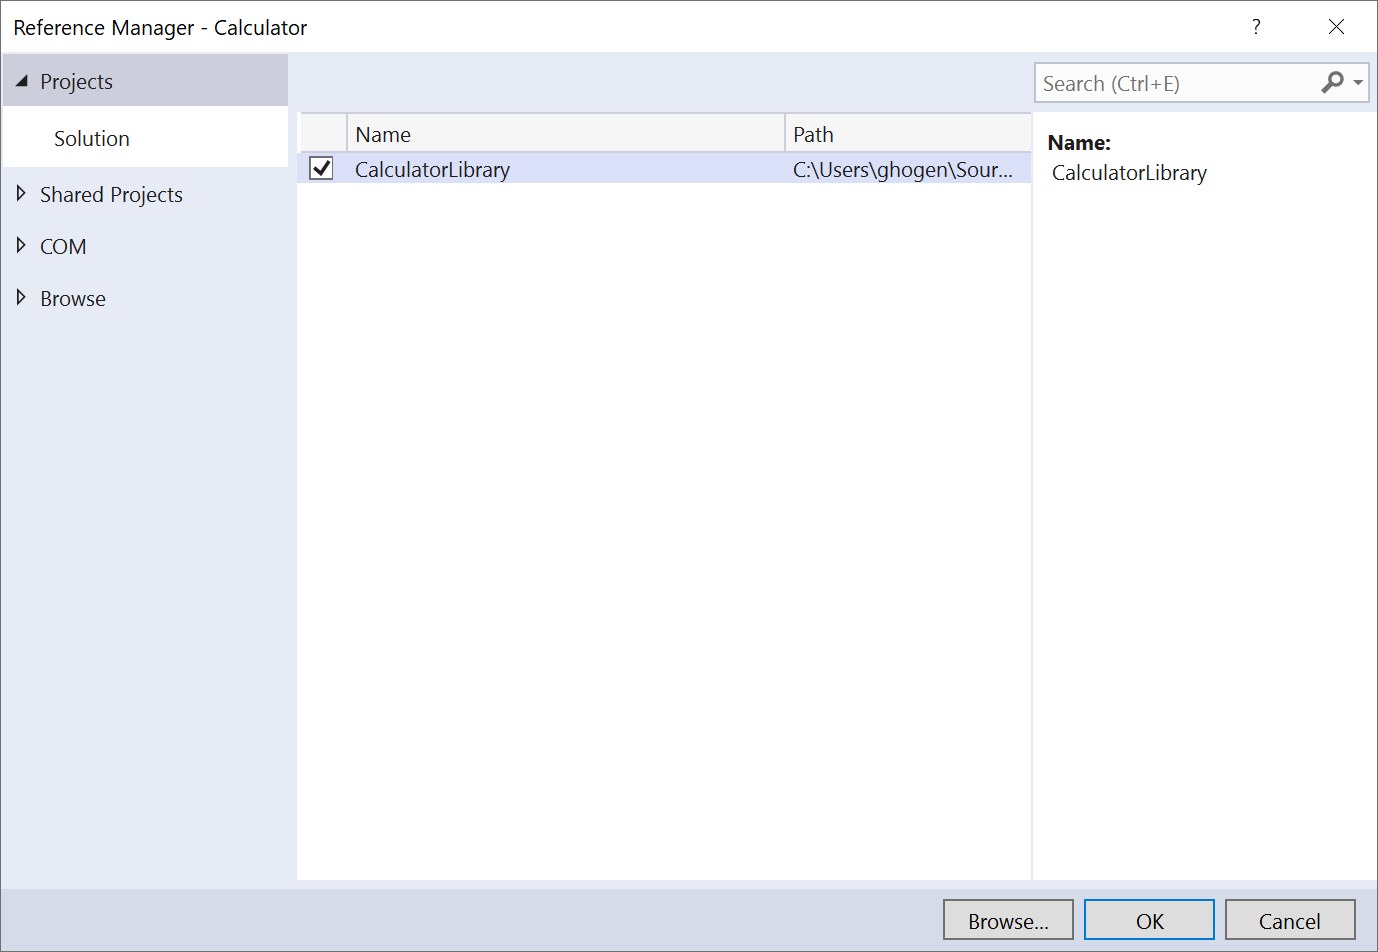 Reference Manager - Calculator
?
Projects
Search (Ctrl+E)
Solution
Name Path
CalculatorLibrary C:\Users\ghogen\Sour...
Name:
CalculatorLibrary
Shared Projects
COM
Browse
Browse... OK Cancel